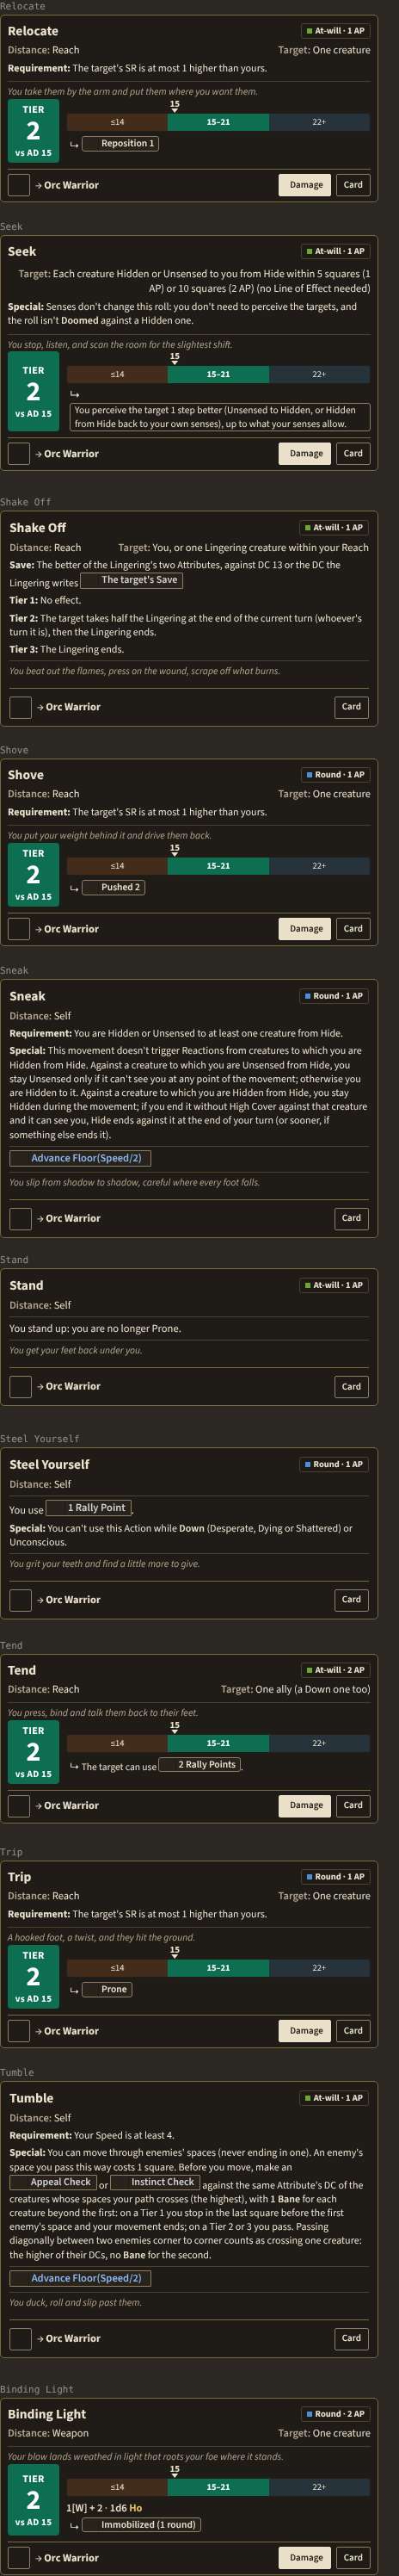 Relocate
Relocate
At-will · 1 AP
Distance: Reach
Target: One creature
Requirement: The target's SR is at most 1 higher than yours.
You take them by the arm and put them where you want them.
TIER
2
vs AD 15
15
≤14
15–21
22+
↪ Reposition 1
→ Orc Warrior
Damage
Card
Seek
Seek
At-will · 1 AP
Target: Each creature Hidden or Unsensed to you from Hide within 5 squares (1
AP) or 10 squares (2 AP) (no Line of Effect needed)
Special: Senses don't change this roll: you don't need to perceive the targets, and
the roll isn't Doomed against a Hidden one.
You stop, listen, and scan the room for the slightest shift.
TIER
2
vs AD 15
15
≤14
15–21
22+
↪
You perceive the target 1 step better (Unsensed to Hidden, or Hidden
from Hide back to your own senses), up to what your senses allow.
→ Orc Warrior
Damage
Card
Shake Off
Shake Off
At-will · 1 AP
Distance: Reach
Target: You, or one Lingering creature within your Reach
Save: The better of the Lingering's two Attributes, against DC 13 or the DC the
Lingering writes The target's Save
Tier 1: No effect.
Tier 2: The target takes half the Lingering at the end of the current turn (whoever's
turn it is), then the Lingering ends.
Tier 3: The Lingering ends.
You beat out the flames, press on the wound, scrape off what burns.
→ Orc Warrior
Card
Shove
Shove
Round · 1 AP
Distance: Reach
Target: One creature
Requirement: The target's SR is at most 1 higher than yours.
You put your weight behind it and drive them back.
TIER
2
vs AD 15
15
≤14
15–21
22+
↪ Pushed 2
→ Orc Warrior
Damage
Card
Sneak
Sneak
Round · 1 AP
Distance: Self
Requirement: You are Hidden or Unsensed to at least one creature from Hide.
Special: This movement doesn't trigger Reactions from creatures to which you are
Hidden from Hide. Against a creature to which you are Unsensed from Hide, you
stay Unsensed only if it can't see you at any point of the movement; otherwise you
are Hidden to it. Against a creature to which you are Hidden from Hide, you stay
Hidden during the movement; if you end it without High Cover against that creature
and it can see you, Hide ends against it at the end of your turn (or sooner, if
something else ends it).
Advance Floor(Speed/2)
You slip from shadow to shadow, careful where every foot falls.
→ Orc Warrior
Card
Stand
Stand
At-will · 1 AP
Distance: Self
You stand up: you are no longer Prone.
You get your feet back under you.
→ Orc Warrior
Card
Steel Yourself
Steel Yourself
Round · 1 AP
Distance: Self
You use 1 Rally Point.
Special: You can't use this Action while Down (Desperate, Dying or Shattered) or
Unconscious.
You grit your teeth and find a little more to give.
→ Orc Warrior
Card
Tend
Tend
At-will · 2 AP
Distance: Reach
Target: One ally (a Down one too)
You press, bind and talk them back to their feet.
TIER
2
vs AD 15
15
≤14
15–21
22+
↪ The target can use 2 Rally Points.
→ Orc Warrior
Damage
Card
Trip
Trip
Round · 1 AP
Distance: Reach
Target: One creature
Requirement: The target's SR is at most 1 higher than yours.
A hooked foot, a twist, and they hit the ground.
TIER
2
vs AD 15
15
≤14
15–21
22+
↪ Prone
→ Orc Warrior
Damage
Card
Tumble
Tumble
At-will · 1 AP
Distance: Self
Requirement: Your Speed is at least 4.
Special: You can move through enemies' spaces (never ending in one). An enemy's
space you pass this way costs 1 square. Before you move, make an
Appeal Check or Instinct Check against the same Attribute's DC of the
creatures whose spaces your path crosses (the highest), with 1 Bane for each
creature beyond the first: on a Tier 1 you stop in the last square before the first
enemy's space and your movement ends; on a Tier 2 or 3 you pass. Passing
diagonally between two enemies corner to corner counts as crossing one creature:
the higher of their DCs, no Bane for the second.
Advance Floor(Speed/2)
You duck, roll and slip past them.
→ Orc Warrior
Card
Binding Light
Binding Light
Round · 2 AP
Distance: Weapon
Target: One creature
Your blow lands wreathed in light that roots your foe where it stands.
TIER
2
vs AD 15
15
≤14
15–21
22+
1[W] + 2 · 1d6 Ho
↪ Immobilized (1 round)
→ Orc Warrior
Damage
Card